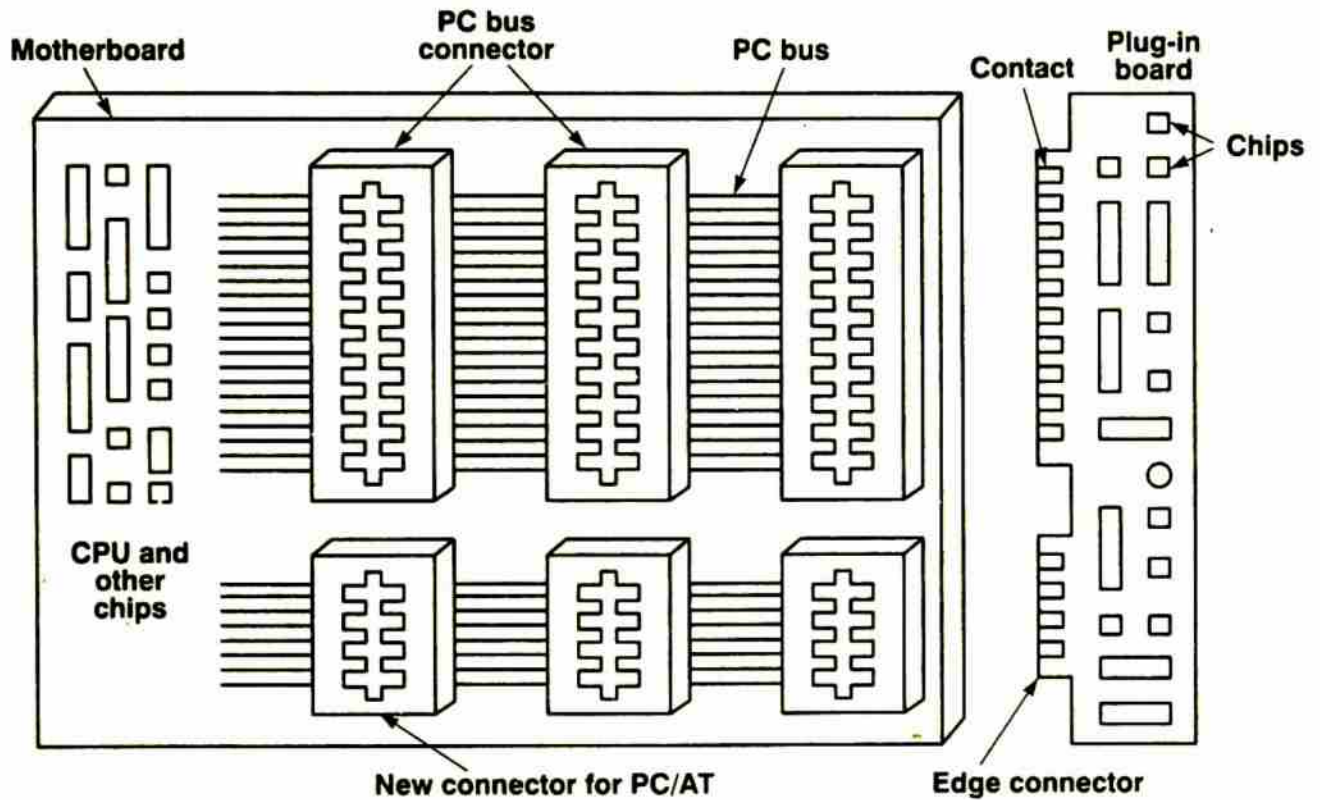 Motherboard
PC bus
connector
PC bus
Contact
Plug-in
board
Chips
CPU and
other
chips
New connector for PC/AT
Edge connector